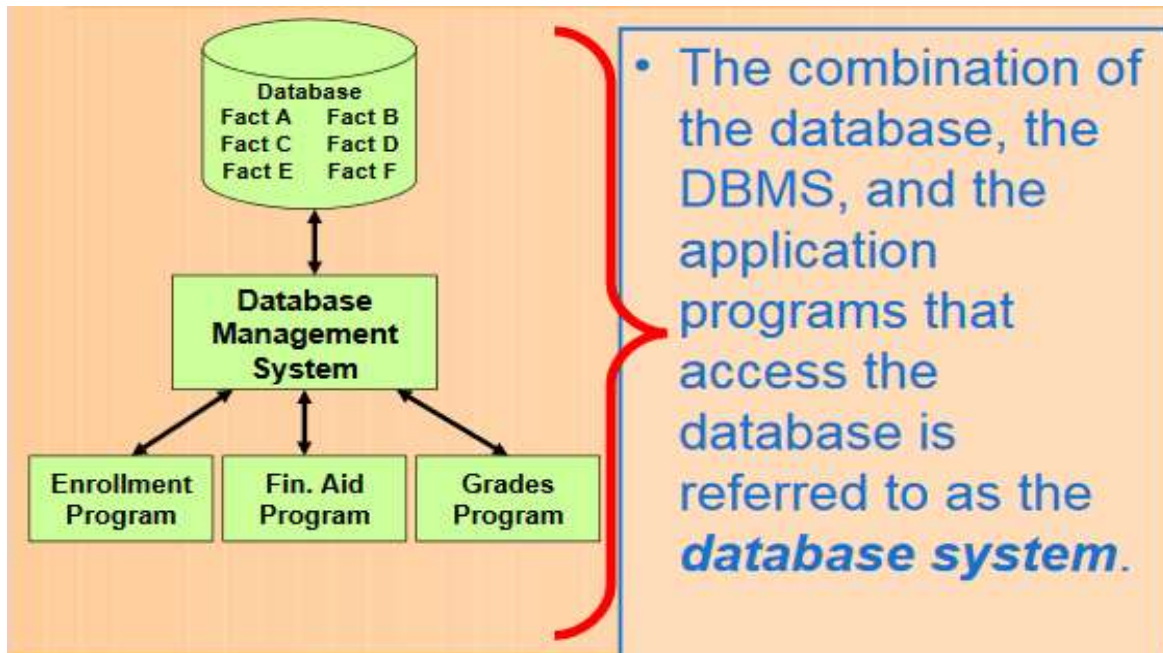 Database
Fact A Fact B
Fact C Fact D
Fact E Fact F
Database
Management
System
Enrollment
Program
Fin. Aid
Program
Grades
Program
• The combination of
the database, the
DBMS, and the
application
programs that
access the
database is
referred to as the
database system.